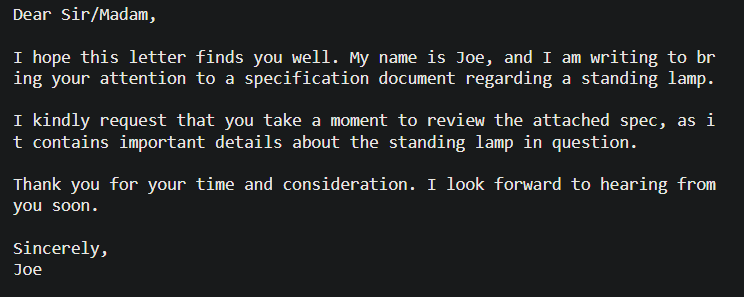 Dear Sir/Madam,
I hope this letter finds you well. My name is Joe, and I am writing to br
ing your attention to a specification document regarding a standing lamp.
I kindly request that you take a moment to review the attached spec, as i
t contains important details about the standing lamp in question.
Thank you for your time and consideration. I look forward to hearing from
you soon.
Sincerely,
Joe